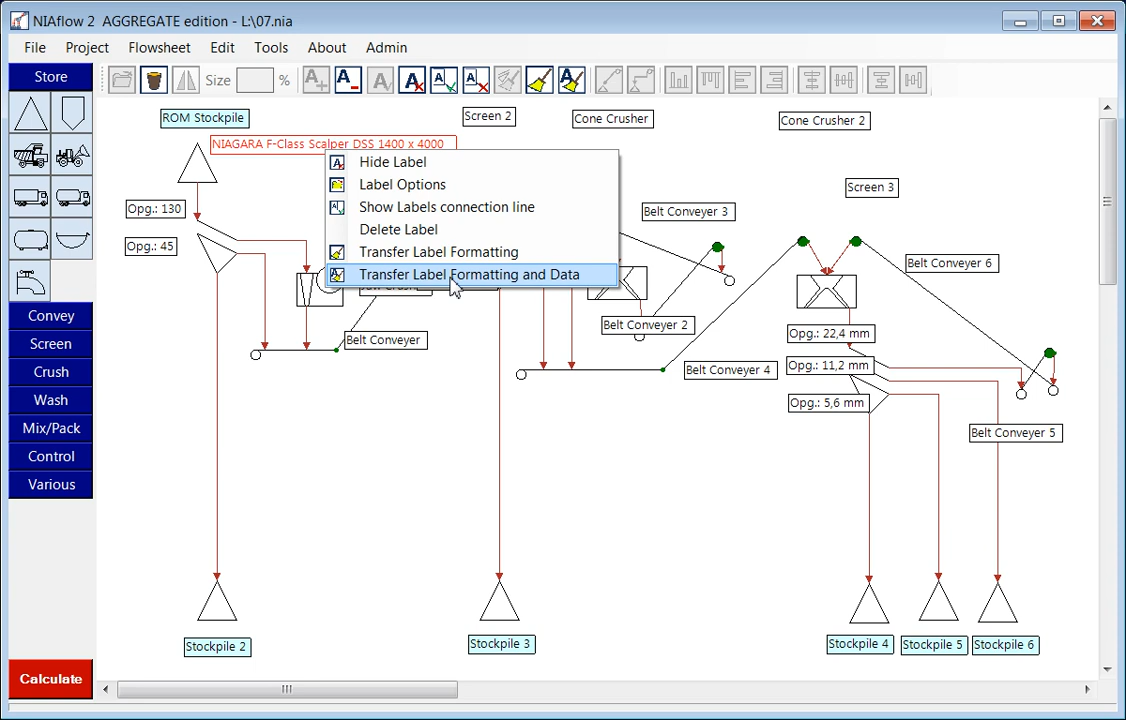 NIAflow 2 AGGREGATE edition - L:\07.nia
File Project Flowsheet Edit Tools About Admin
Store
Size %
ROM Stockpile
Screen 2
Cone Crusher
Cone Crusher 2
NIAGARA F-Class Scalper DSS 1400 x 4000
Hide Label
Label Options
Show Labels connection line
Delete Label
Transfer Label Formatting
Transfer Label Formatting and Data
Screen 3
Opg.: 130
Belt Conveyer 3
Opg.: 45
Belt Conveyer 6
Convey
Screen
Crush
Wash
Mix/Pack
Control
Various
Belt Conveyer 2
Belt Conveyer
Opg.: 22,4 mm
Opg.: 11,2 mm
Belt Conveyer 4
Opg.: 5,6 mm
Belt Conveyer 5
Stockpile 2
Stockpile 3
Stockpile 4
Stockpile 5
Stockpile 6
Calculate